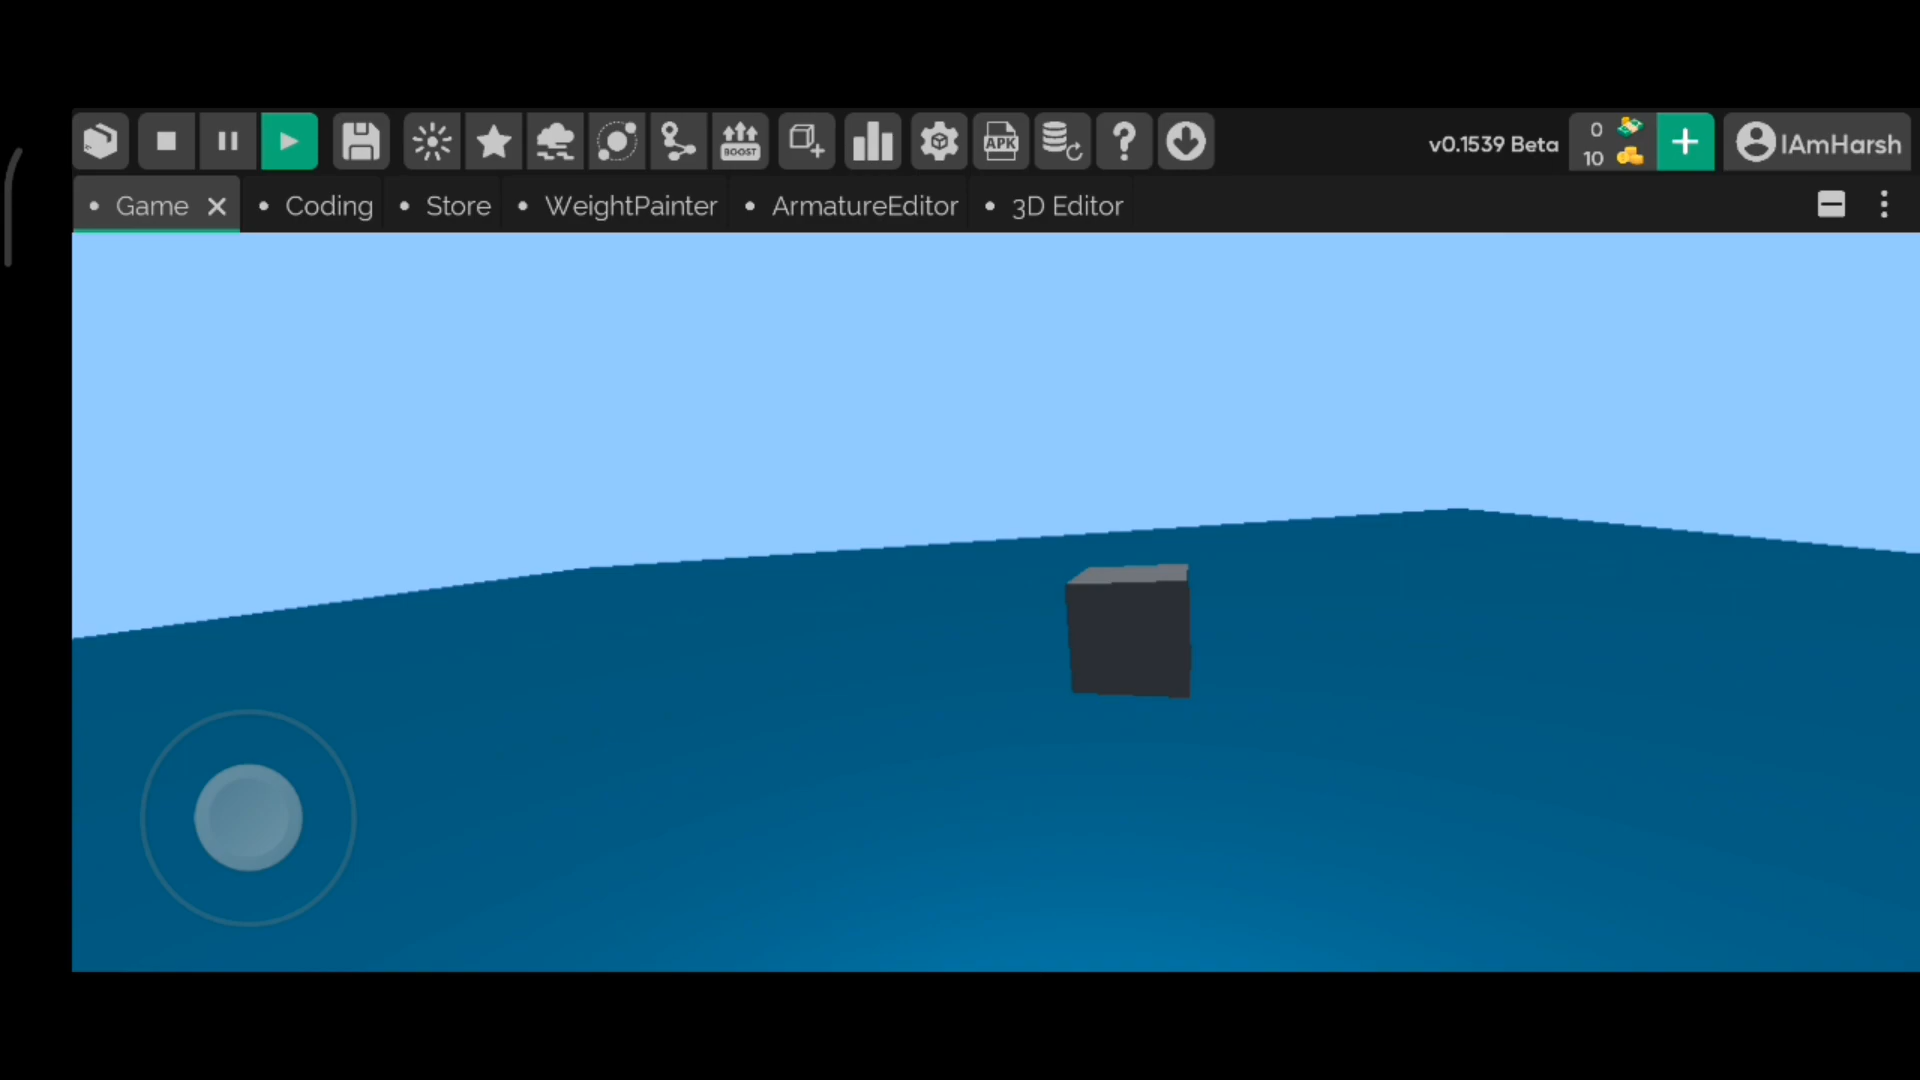 BOOST
APK
v0.1539 Beta
0
10
IAmHarsh
Game
Coding
Store
WeightPainter
ArmatureEditor
3D Editor